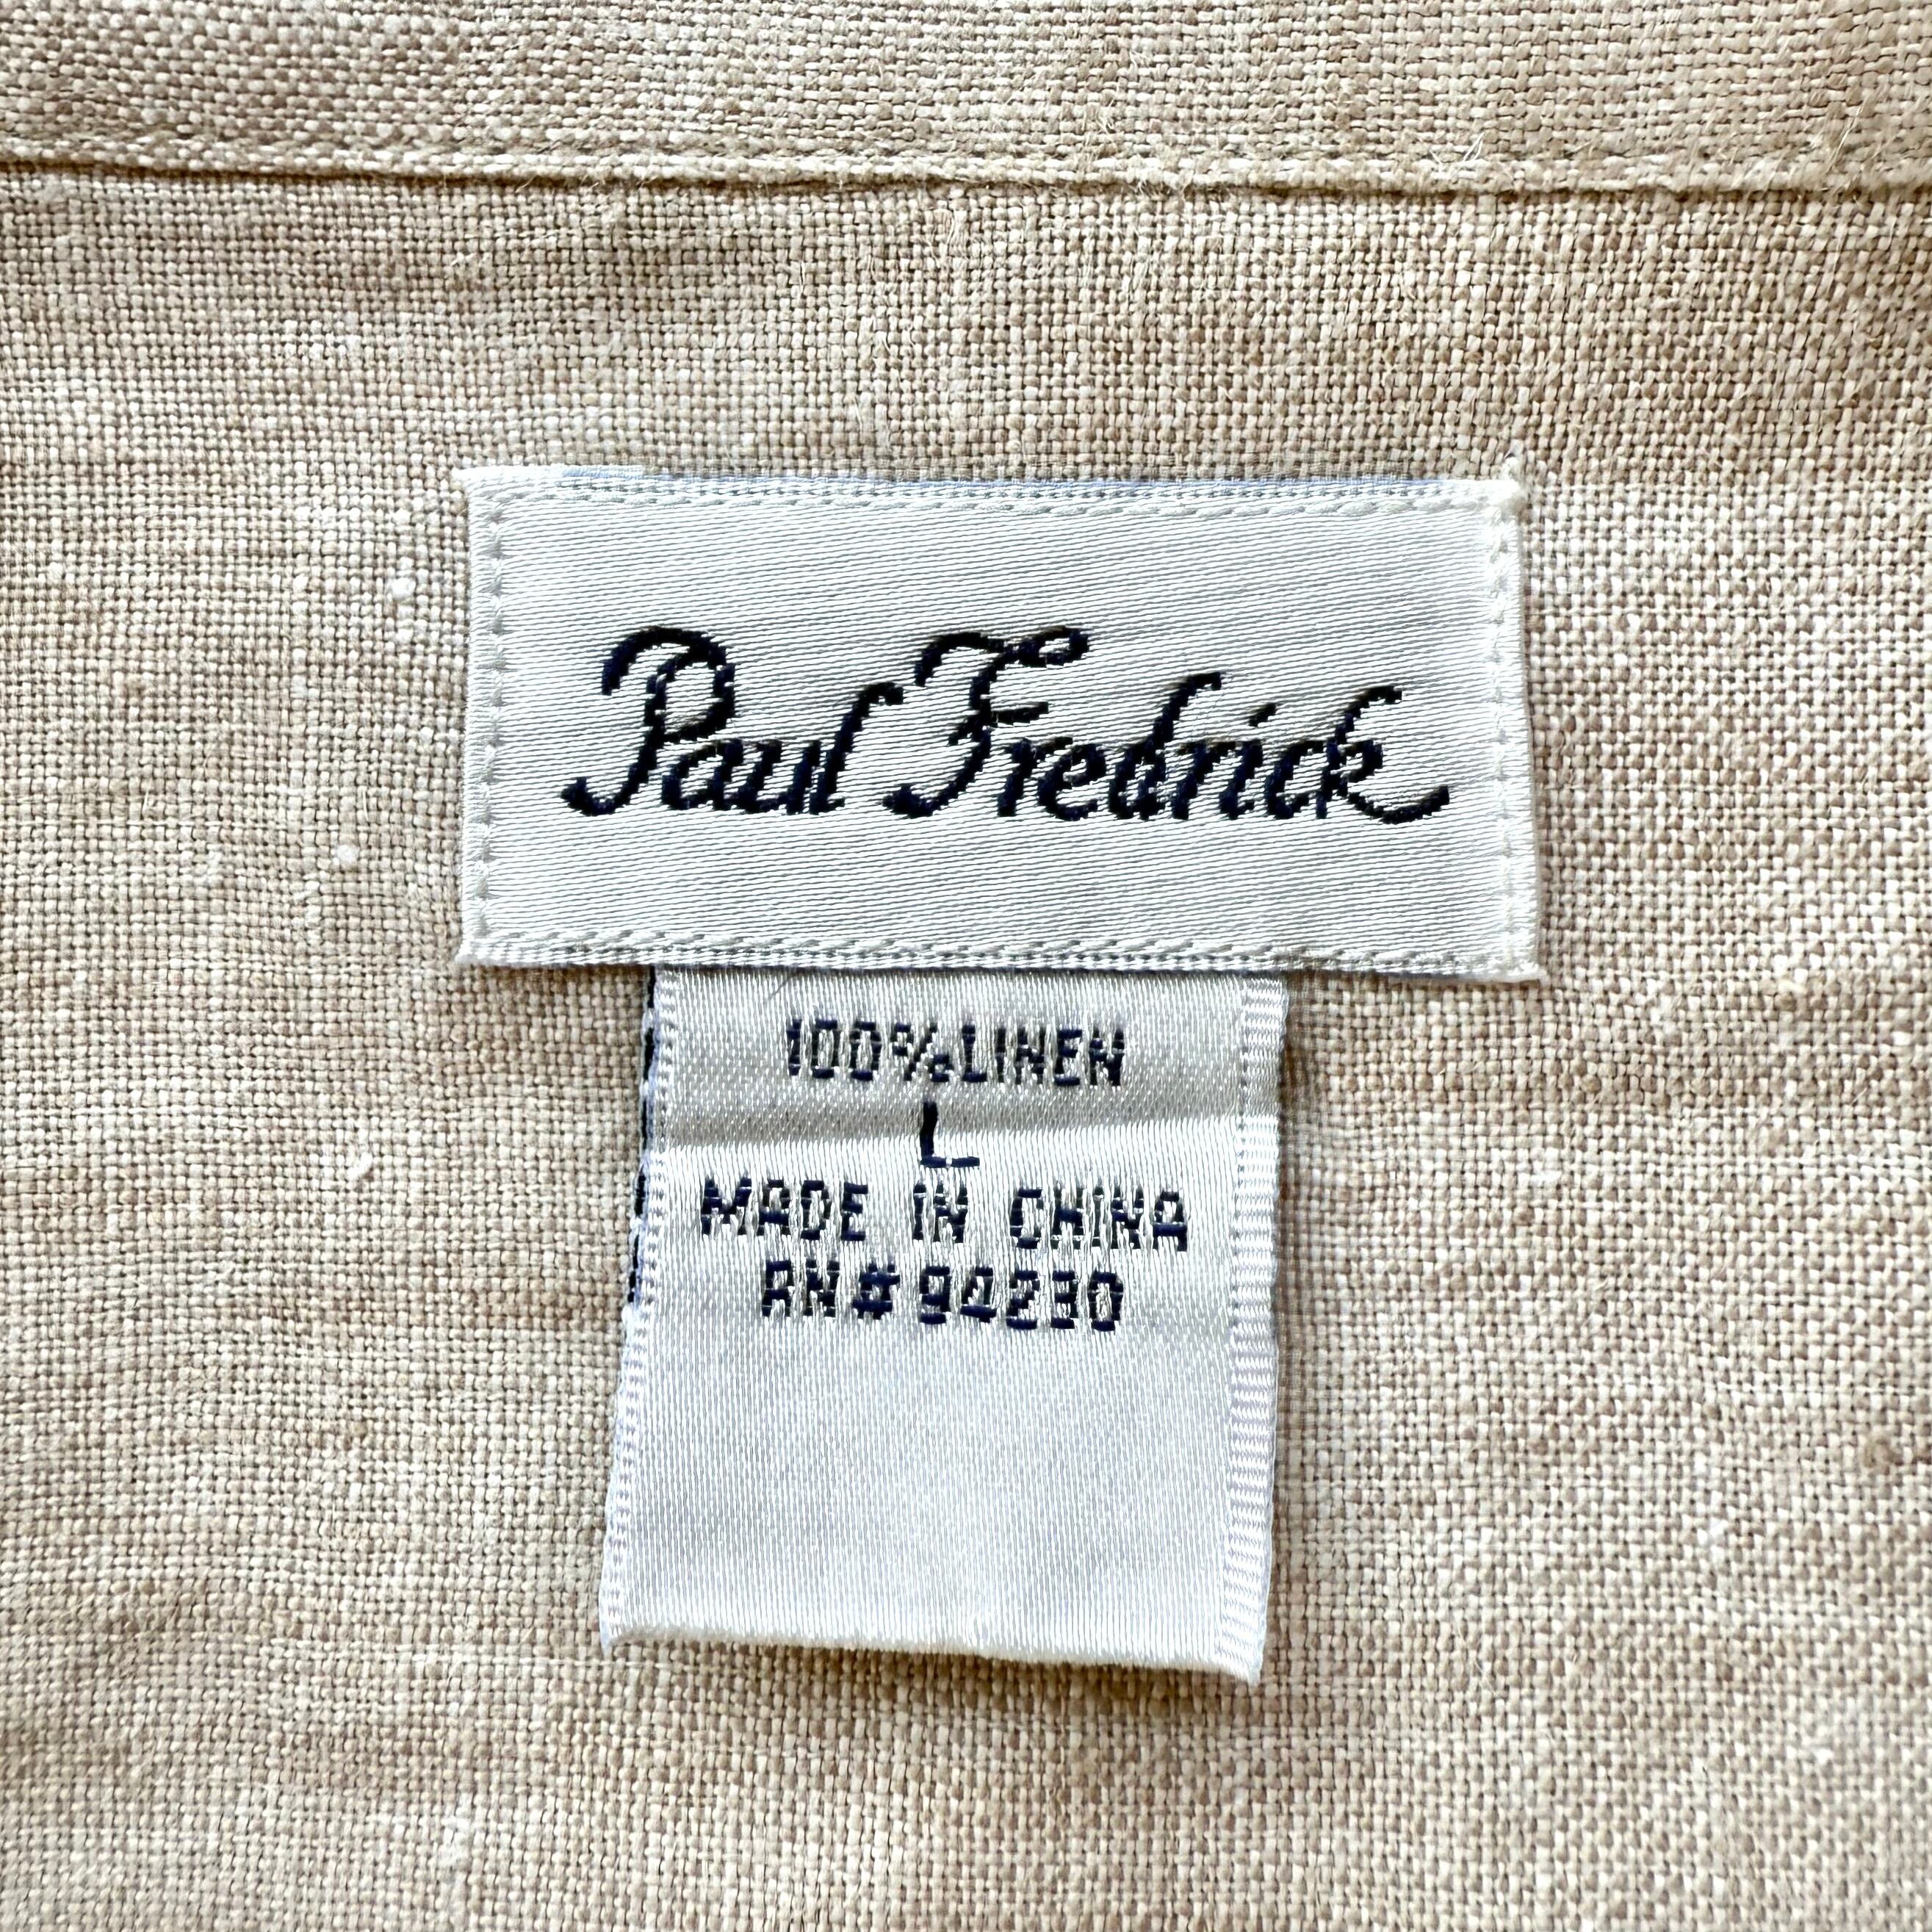 Paul Fredrick
100% LINEN
L
MADE IN CHINA
RN# 94230